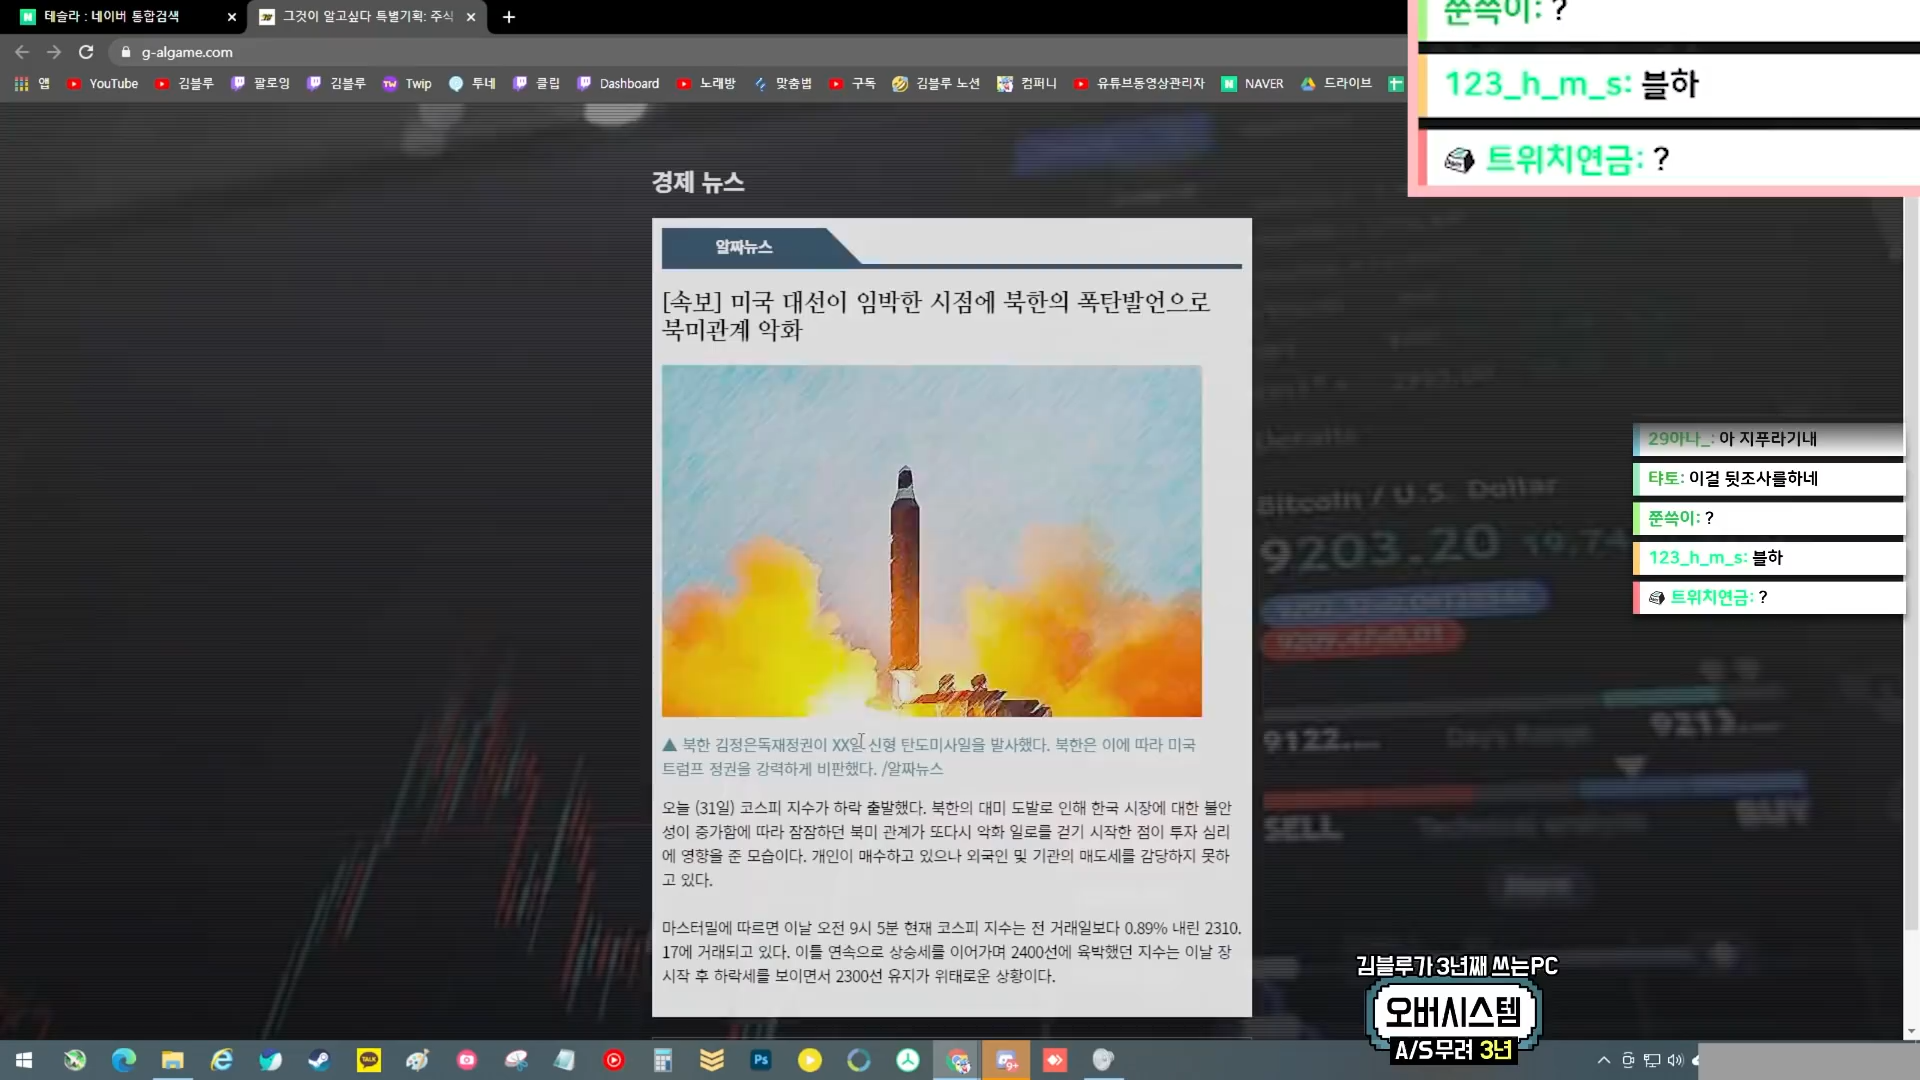 테슬라 : 네이버 통합검색
그것이 알고싶다 특별기획: 주식
g-algame.com
앱
YouTube
김블루
팔로잉
김블루
Twip
투네
클립
Dashboard
노래방
맞춤법
구독
김블루 노션
컴퍼니
유튜브동영상관리자
NAVER
드라이브
쭌쓱이: ?
123_h_m_s: 블하
트위치연금: ?
경제 뉴스
알짜뉴스
[속보] 미국 대선이 임박한 시점에 북한의 폭탄발언으로
북미관계 악화
▲ 북한 김정은독재정권이 XX일 신형 탄도미사일을 발사했다. 북한은 이에 따라 미국
트럼프 정권을 강력하게 비판했다. /알짜뉴스
오늘 (31일) 코스피 지수가 하락 출발했다. 북한의 대미 도발로 인해 한국 시장에 대한 불안
성이 증가함에 따라 잠잠하던 북미 관계가 또다시 악화 일로를 걷기 시작한 점이 투자 심리
에 영향을 준 모습이다. 개인이 매수하고 있으나 외국인 및 기관의 매도세를 감당하지 못하
고 있다.
마스터밀에 따르면 이날 오전 9시 5분 현재 코스피 지수는 전 거래일보다 0.89% 내린 2310.
17에 거래되고 있다. 이틀 연속으로 상승세를 이어가며 2400선에 육박했던 지수는 이날 장
시작 후 하락세를 보이면서 2300선 유지가 위태로운 상황이다.
29아나_: 아 지푸라기내
탸토: 이걸 뒷조사를하네
쭌쓱이: ?
123_h_m_s: 블하
트위치연금: ?
Bitcoin / U.S. Dollar
9203.20
9122.
9213.
Day's Range
SELL
BUY
김블루가 3년째 쓰는PC
오버시스템
A/S무려 3년
TALK
Ps
9+